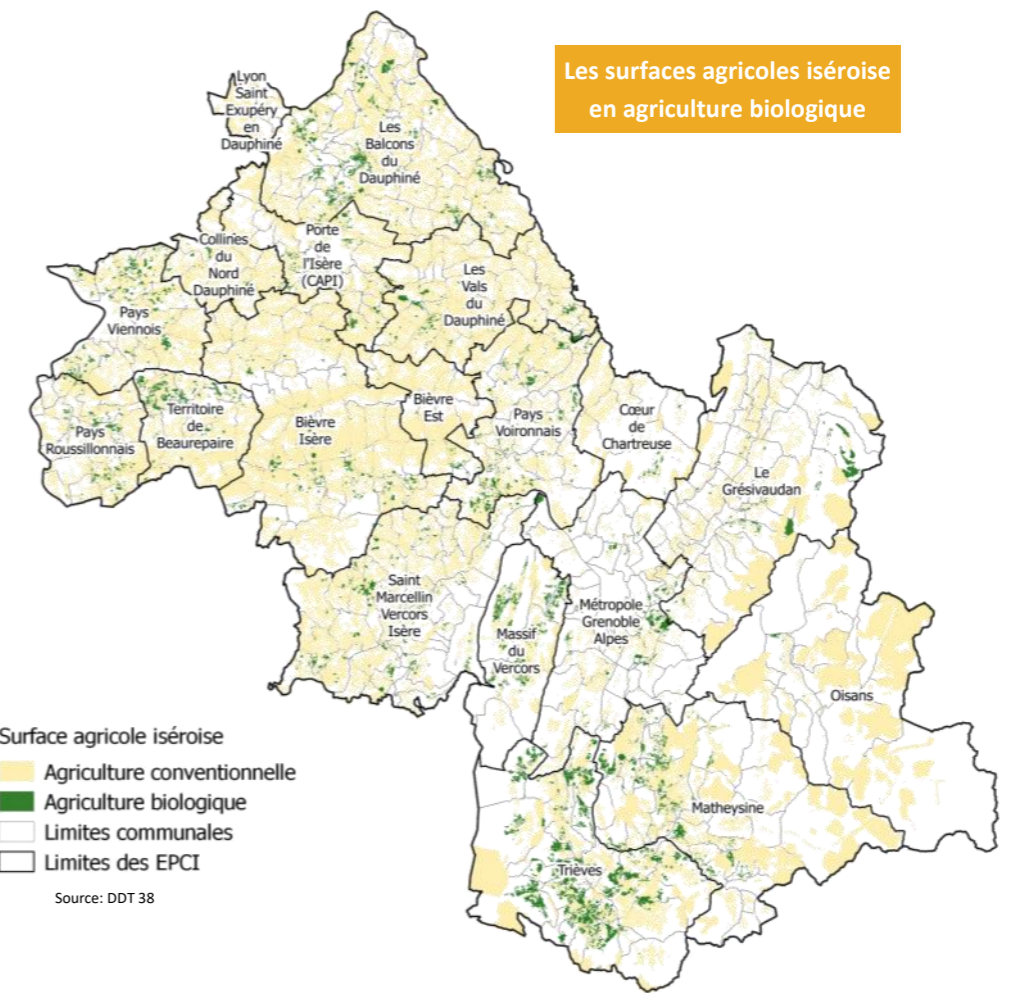 Les surfaces agricoles iséroise
en agriculture biologique
Lyon
Saint
Exupéry
en
Dauphiné
Les
Balcons
du
Dauphiné
Porte
de
l'Isère
(CAPI)
Collines
du
Nord
Dauphiné
Les
Vals
du
Dauphiné
Pays
Viennois
Bièvre
Est
Territoire
de
Beaurepaire
Bièvre
Isère
Pays
Voironnais
Cœur
de
Chartreuse
Pays
Roussillonnais
Le
Grésivaudan
Saint
Marcellin
Vercors
Isère
Métropole
Grenoble
Alpes
Massif
du
Vercors
Oisans
Matheysine
Trièves
Surface agricole iséroise
Agriculture conventionnelle
Agriculture biologique
Limites communales
Limites des EPCI
Source: DDT 38